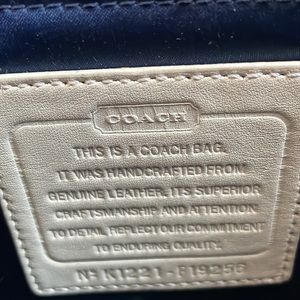 COACH
THIS IS A COACH BAG.
IT WAS HANDCRAFTED FROM
GENUINE LEATHER. ITS SUPERIOR
CRAFTSMANSHIP AND ATTENTION
TO DETAIL REFLECT OUR COMMITMENT
TO ENDURING QUALITY.
Nº K1221-F19256